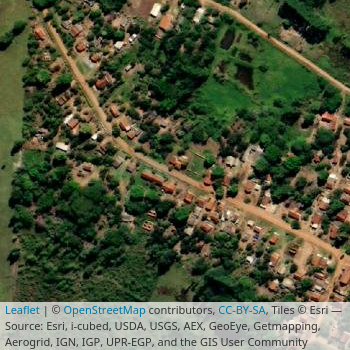 Leaflet | © OpenStreetMap contributors, CC-BY-SA, Tiles © Esri —
Source: Esri, i-cubed, USDA, USGS, AEX, GeoEye, Getmapping,
Aerogrid, IGN, IGP, UPR-EGP, and the GIS User Community